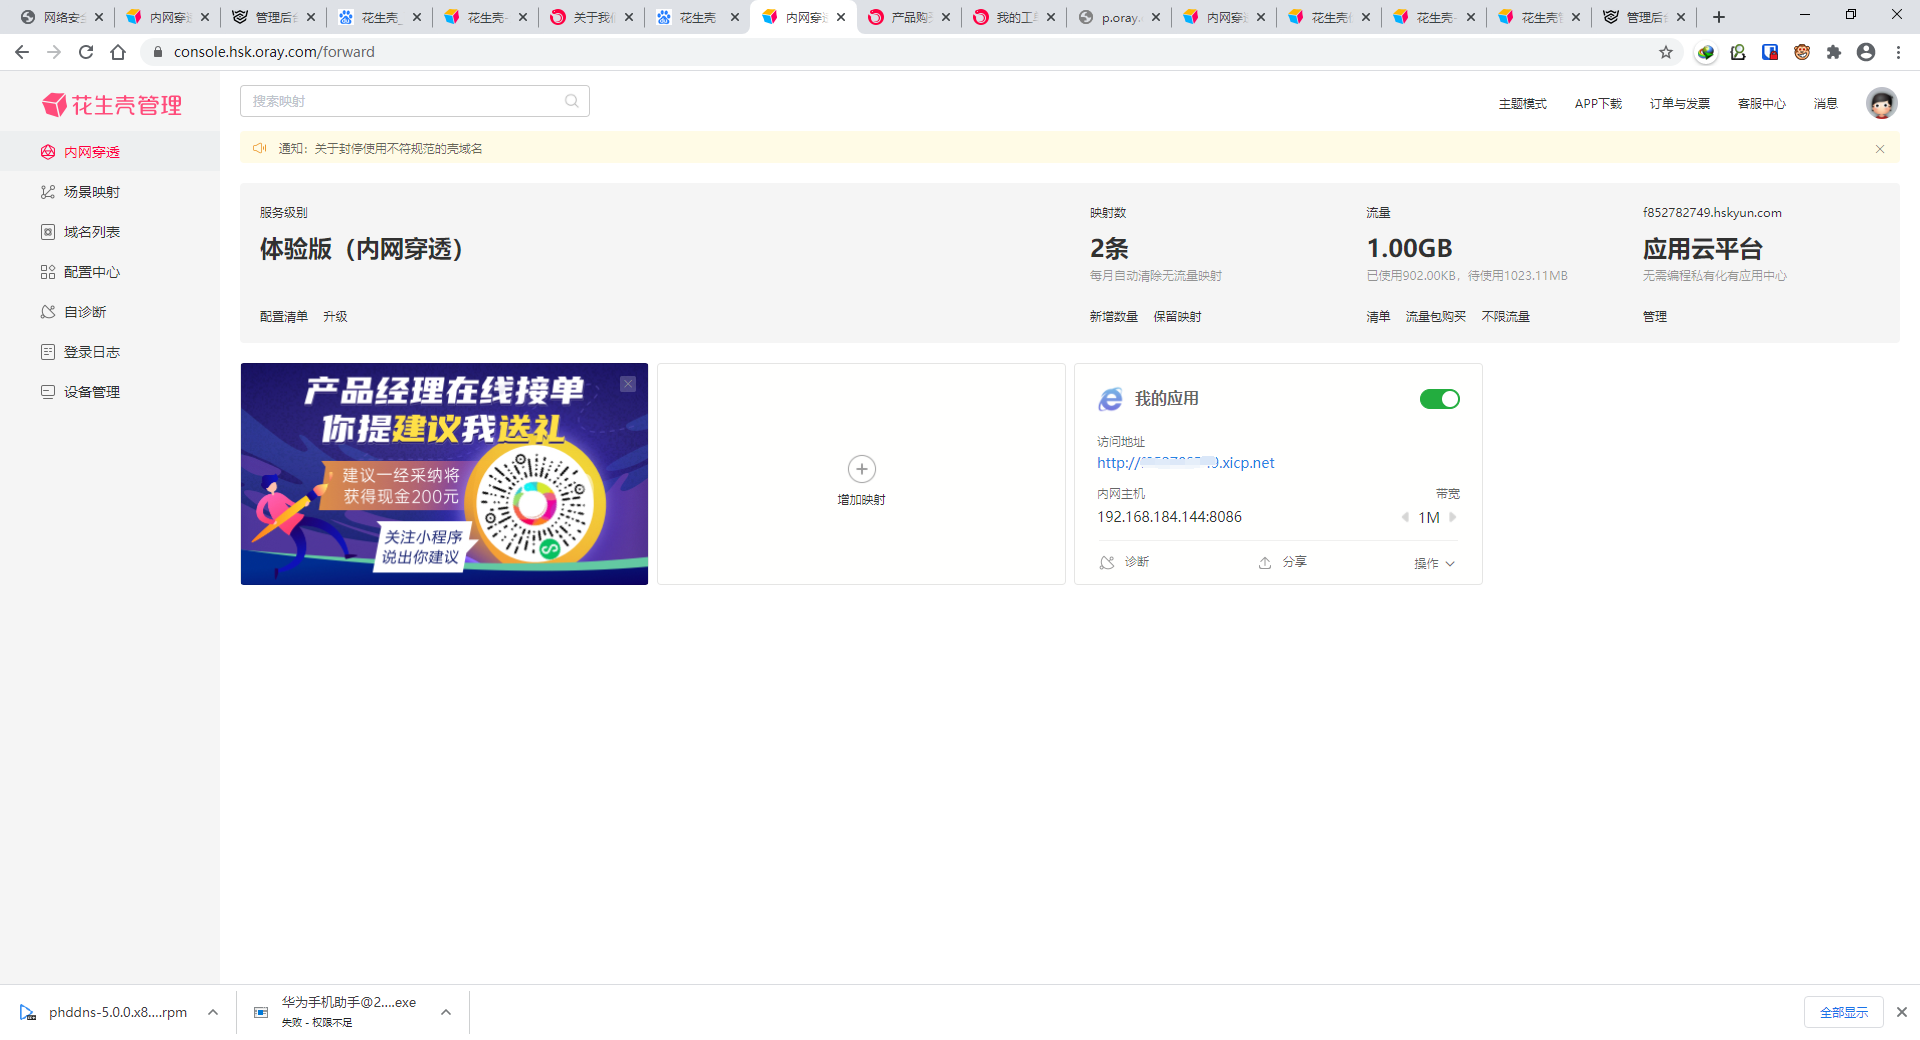 网络安全
内网穿透
管理后台
花生壳_
花生壳-
关于我们
花生壳
内网穿透
产品购买
我的工单
p.oray.c
内网穿透
花生壳
花生壳-
花生壳管
管理后台
console.hsk.oray.com/forward
花生壳管理
搜索映射
主题模式
APP下载
订单与发票
客服中心
消息
内网穿透
场景映射
域名列表
配置中心
自诊断
登录日志
设备管理
通知：关于封停使用不符规范的壳域名
服务级别
体验版（内网穿透）
配置清单 升级
映射数
2条
每月自动清除无流量映射
新增数量 保留映射
流量
1.00GB
已使用902.00KB，待使用1023.11MB
清单 流量包购买 不限流量
f852782749.hskyun.com
应用云平台
无需编程私有化有应用中心
管理
产品经理在线接单
你提建议我送礼
建议一经采纳将
获得现金200元
关注小程序
说出你建议
增加映射
我的应用
访问地址
http://.xicp.net
内网主机 带宽
192.168.184.144:8086 1M
诊断 分享 操作
phddns-5.0.0.x8....rpm
华为手机助手@2....exe
失败 - 权限不足
全部显示